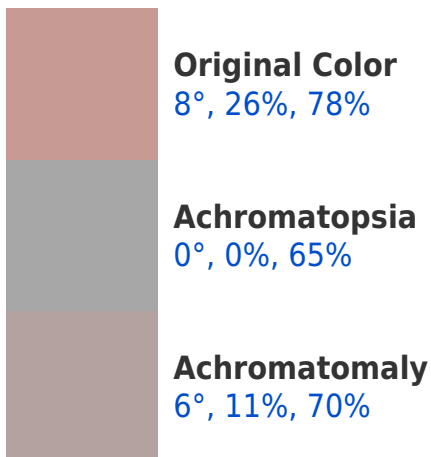 Original Color
8°, 26%, 78%
Achromatopsia
0°, 0%, 65%
Achromatomaly
6°, 11%, 70%